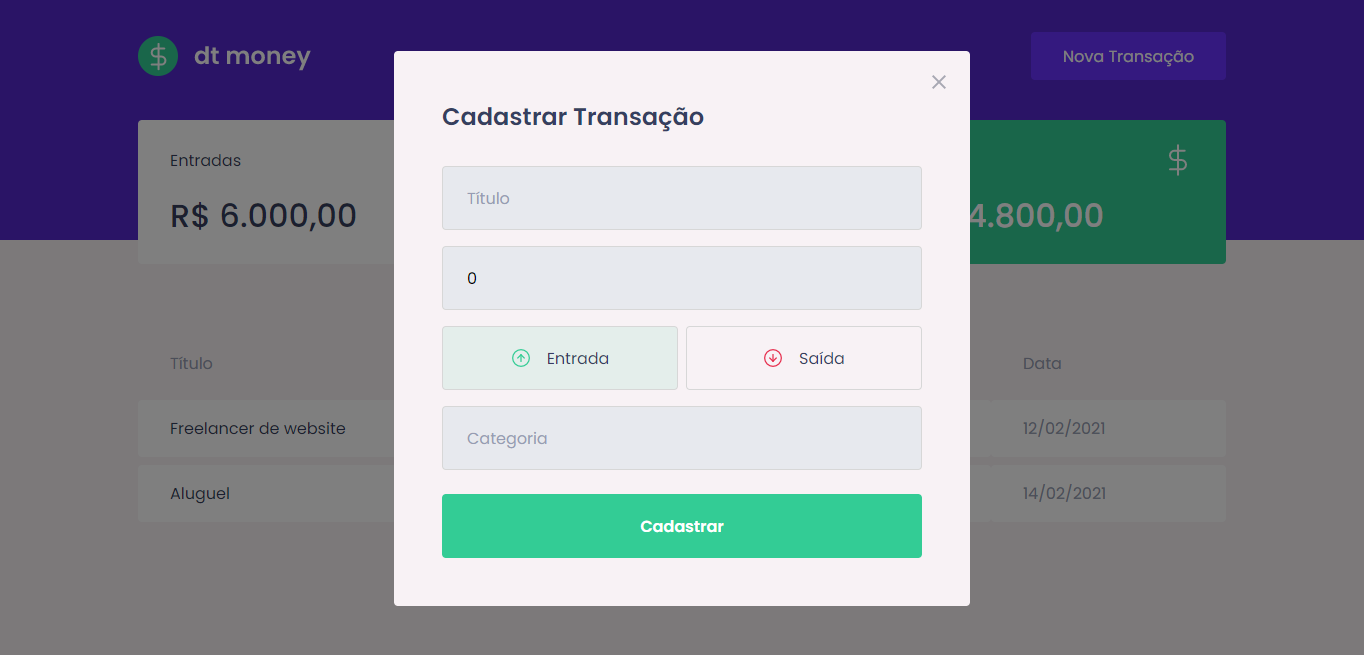 dt money
Nova Transação
Cadastrar Transação
Entradas
R$ 6.000,00
4.800,00
Título
0
Entrada
Saída
Categoria
Cadastrar
Título
Data
Freelancer de website
12/02/2021
Aluguel
14/02/2021